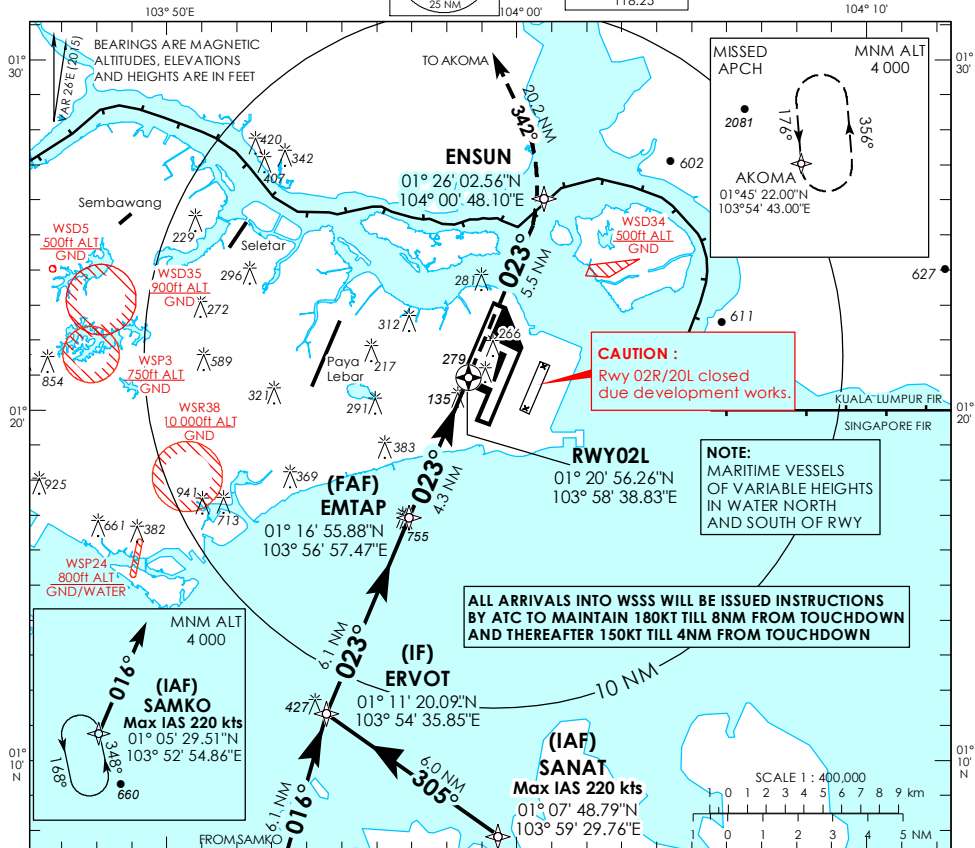 25 NM
118.25
103° 50'E
104° 00'E
104° 10'E
01°
30'
VAR 26'E (2015)
BEARINGS ARE MAGNETIC
ALTITUDES, ELEVATIONS
AND HEIGHTS ARE IN FEET
TO AKOMA
20.2 NM
342°
MISSED
APCH
MNM ALT
4 000
2081
176°
356°
AKOMA
01°45' 22.00"N
103°54' 43.00"E
01°
30'
420
342
407
ENSUN
01° 26' 02.56"N
104° 00' 48.10"E
602
Sembawang
229
Seletar
WSD5
500ft ALT
GND
WSD35
900ft ALT
GND
296
272
281
023°
5.5 NM
WSD34
500ft ALT
GND
627
611
312
266
589
854
WSP3
750ft ALT
GND
Paya
Lebar
217
279
321
291
135
CAUTION :
Rwy 02R/20L closed
due development works.
KUALA LUMPUR FIR
SINGAPORE FIR
01°
20'
01°
20'
WSR38
10 000ft ALT
GND
383
369
925
941
713
661
382
023°
4.3 NM
RWY02L
01° 20' 56.26"N
103° 58' 38.83"E
NOTE:
MARITIME VESSELS
OF VARIABLE HEIGHTS
IN WATER NORTH
AND SOUTH OF RWY
(FAF)
EMTAP
01° 16' 55.88"N
103° 56' 57.47"E
755
WSP24
800ft ALT
GND/WATER
ALL ARRIVALS INTO WSSS WILL BE ISSUED INSTRUCTIONS
BY ATC TO MAINTAIN 180KT TILL 8NM FROM TOUCHDOWN
AND THEREAFTER 150KT TILL 4NM FROM TOUCHDOWN
MNM ALT
4 000
016°
(IAF)
SAMKO
Max IAS 220 kts
01° 05' 29.51"N
103° 52' 54.86"E
168°
348°
660
6.1 NM
023°
(IF)
ERVOT
01° 11' 20.09"N
103° 54' 35.85"E
427
10 NM
6.0 NM
305°
(IAF)
SANAT
Max IAS 220 kts
01° 07' 48.79"N
103° 59' 29.76"E
6.1 NM
016°
FROM SAMKO
01°
10'
N
01°
10'
N
SCALE 1 : 400,000
1 0 1 2 3 4 5 6 7 8 9 km
1 0 1 2 3 4 5 NM